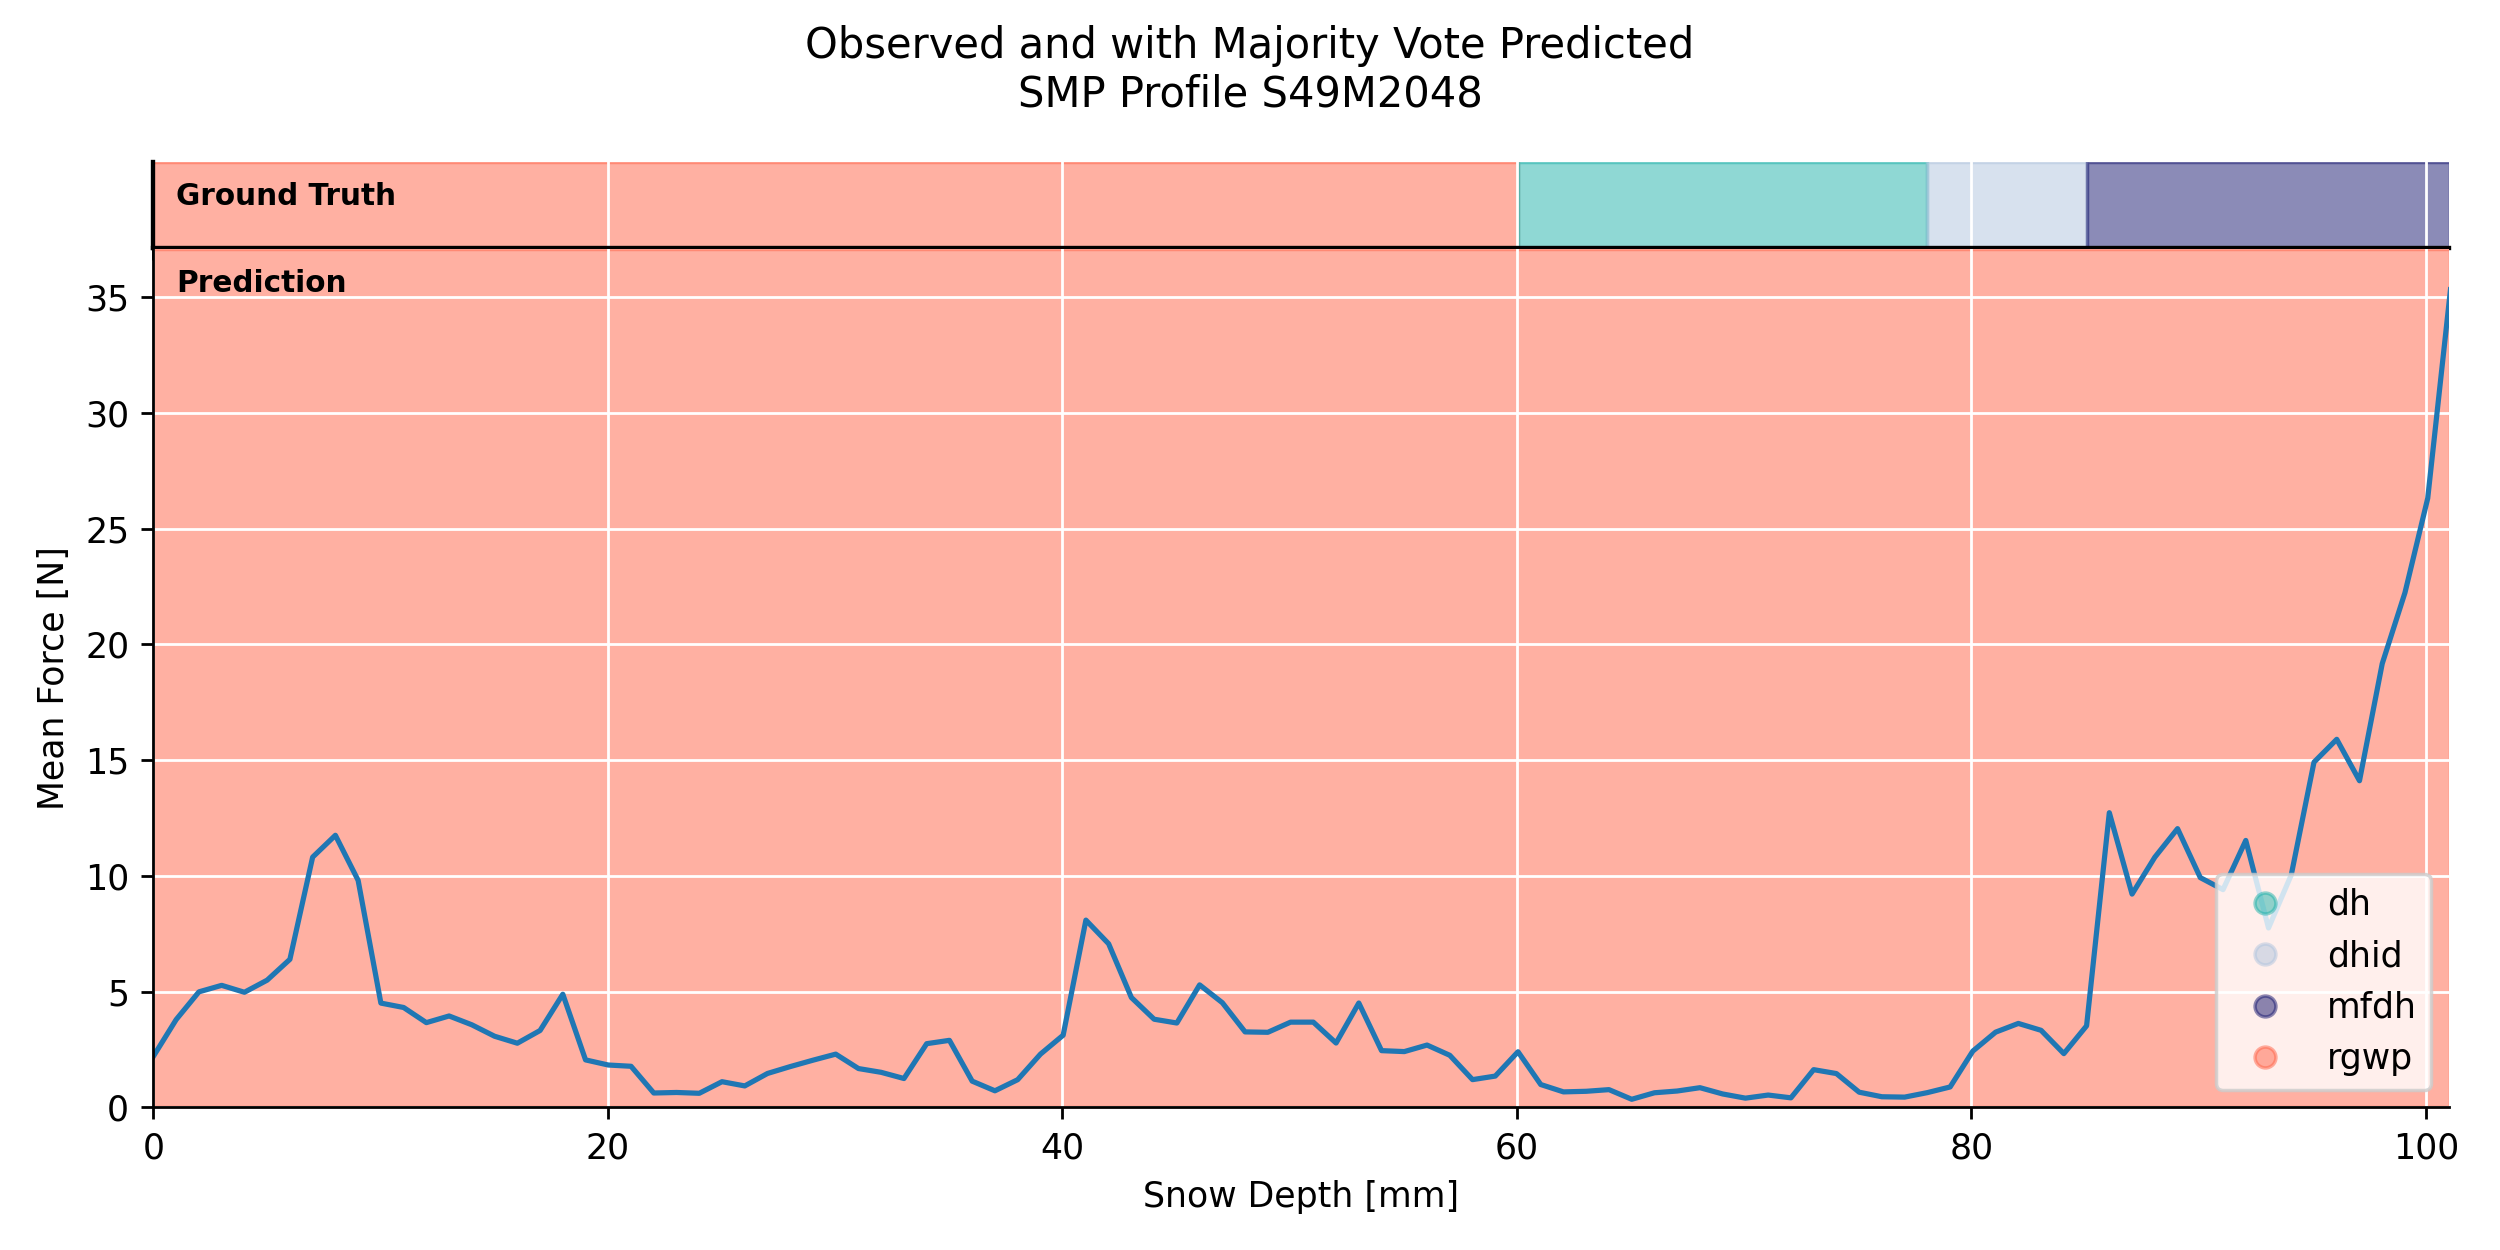 Observed and with Majority Vote Predicted
SMP Profile S49M2048
Ground Truth
Prediction
35
30
25
20
15
10
5
0
Mean Force [N]
0 20 40 60 80 100
Snow Depth [mm]
dh
dhid
mfdh
rgwp